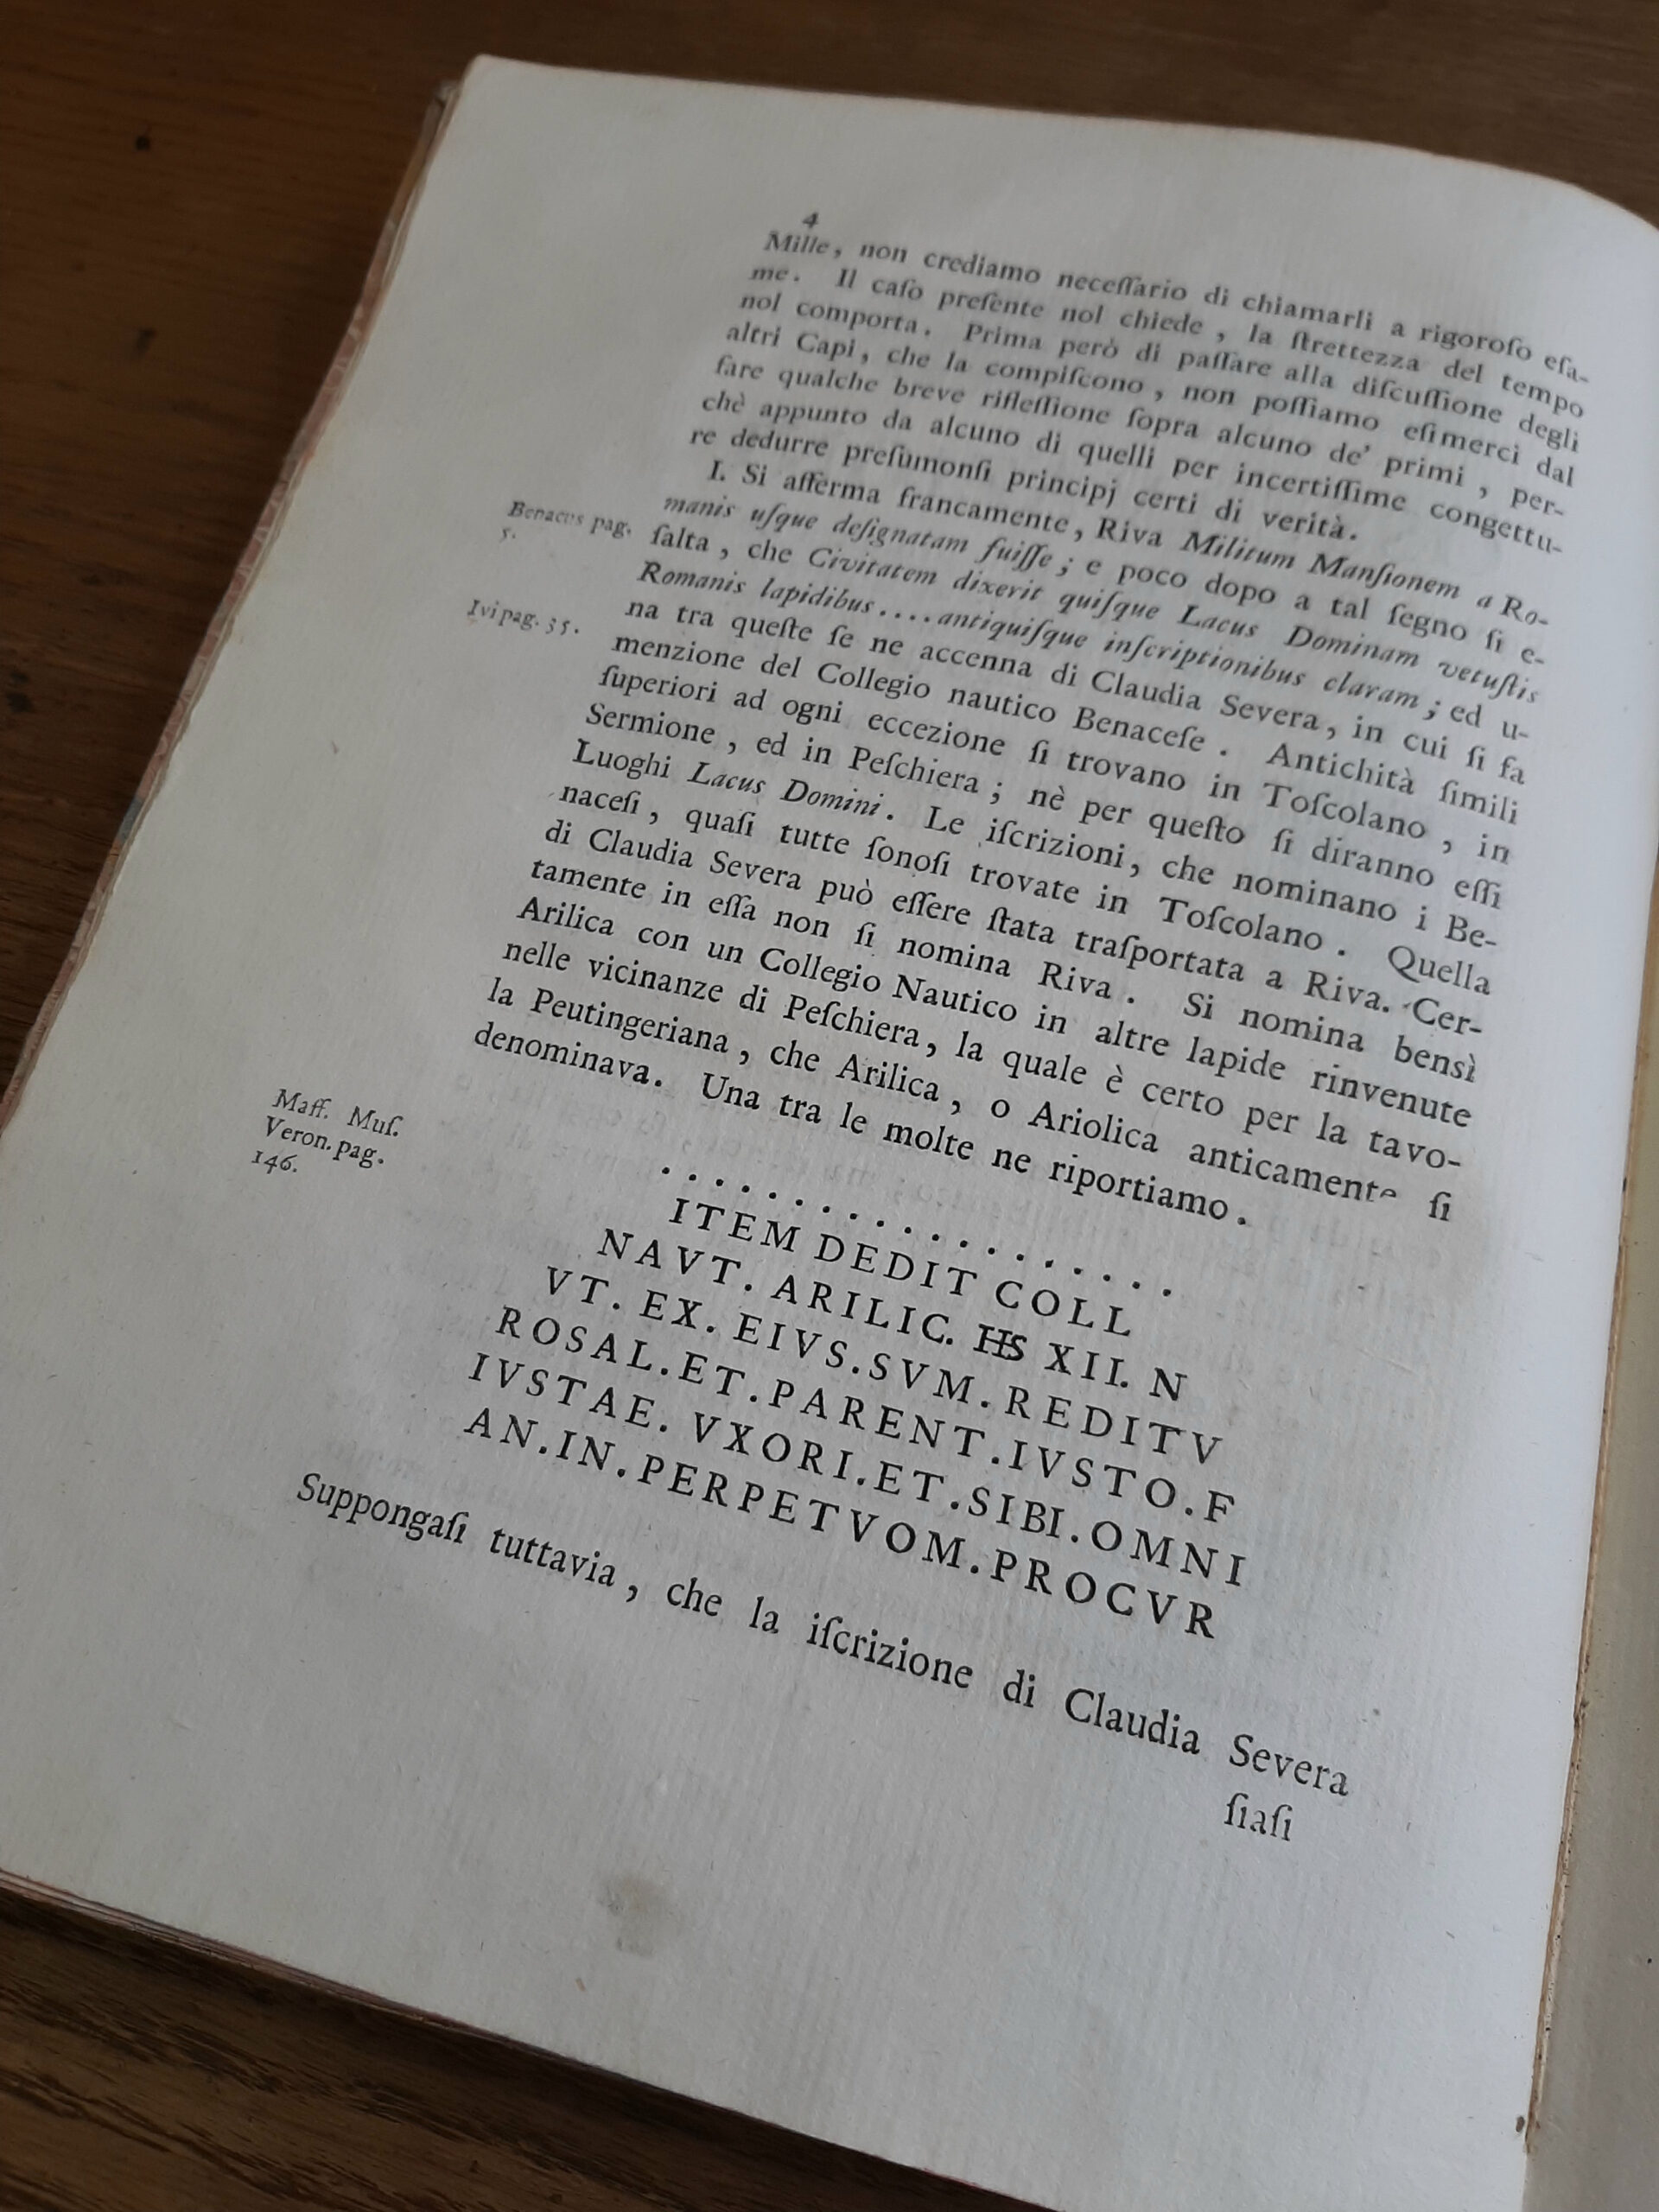 4
Mille, non crediamo neceſſario di chiamarli a rigoroſo eſa-
me. Il caſo preſente nol chiede, la ſtrettezza del tempo
nol comporta. Prima però di paſſare alla diſcuſſione degli
altri Capi, che la compiſcono, non poſſiamo eſimerci dal
fare qualche breve rifleſſione ſopra alcuno de' primi, per-
chè appunto da alcuno di quelli per incertiſſime congettu-
re dedurre preſumonſi principj certi di verità.
I. Si afferma francamente, Riva Militum Manſionem a Ro-
manis uſque deſignatam fuiſſe; e poco dopo a tal ſegno ſi e-
Benacus pag.
5.
ſalta, che Civitatem dixerit quiſque Lacus Dominam vetuſtis
Romanis lapidibus....antiquiſque inſcriptionibus claram; ed u-
Ivi pag. 35.
na tra queſte ſe ne accenna di Claudia Severa, in cui ſi fa
menzione del Collegio nautico Benaceſe. Antichità ſimili
ſuperiori ad ogni eccezione ſi trovano in Toſcolano, in
Sermione, ed in Peſchiera; nè per queſto ſi diranno eſſi
Luoghi Lacus Domini. Le iſcrizioni, che nominano i Be-
naceſi, quaſi tutte ſonoſi trovate in Toſcolano. Quella
di Claudia Severa può eſſere ſtata traſportata a Riva. Cer-
tamente in eſſa non ſi nomina Riva. Si nomina bensì
Arilica con un Collegio Nautico in altre lapide rinvenute
nelle vicinanze di Peſchiera, la quale è certo per la tavo-
la Peutingeriana, che Arilica, o Ariolica anticamente ſi
denominava. Una tra le molte ne riportiamo.
Maff. Muſ.
Veron. pag.
146.
. . . . . . . . . . . . . . . . . . . .
ITEM DEDIT COLL
NAVT. ARILIC. HS XII. N
VT. EX. EIVS.SVM.REDITV
ROSAL.ET.PARENT.IVSTO.F
IVSTAE. VXORI.ET.SIBI.OMNI
AN.IN.PERPETVOM.PROCVR
Suppongaſi tuttavia, che la iſcrizione di Claudia Severa
ſiaſi